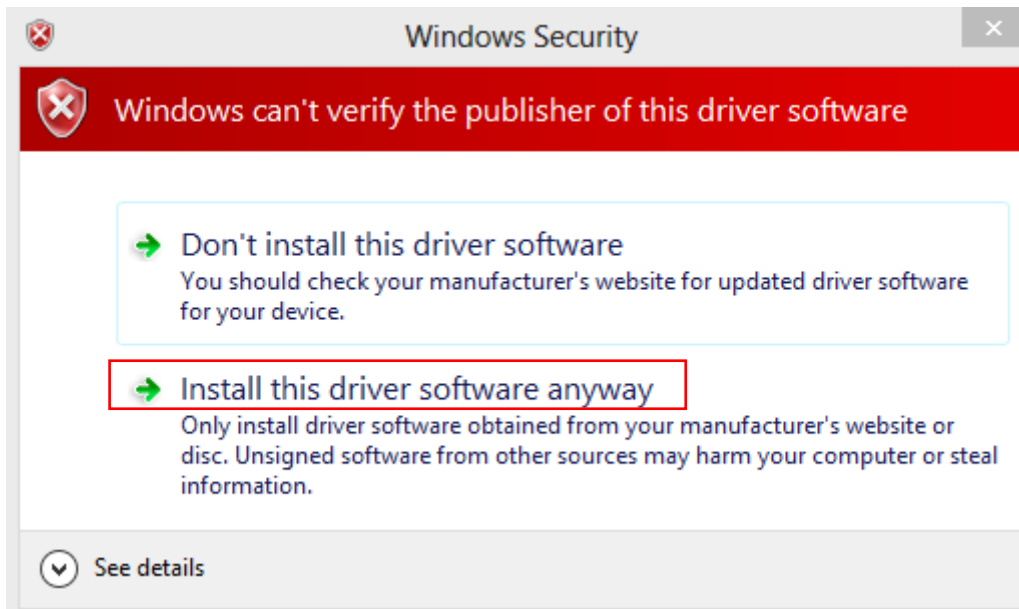 Windows Security
Windows can't verify the publisher of this driver software
Don't install this driver software
You should check your manufacturer's website for updated driver software
for your device.
Install this driver software anyway
Only install driver software obtained from your manufacturer's website or
disc. Unsigned software from other sources may harm your computer or steal
information.
See details